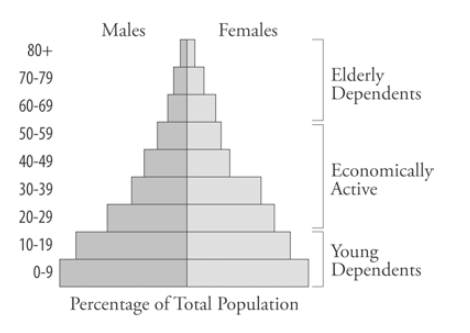 Males Females
80+
70-79
60-69
50-59
40-49
30-39
20-29
10-19
0-9
Elderly
Dependents
Economically
Active
Young
Dependents
Percentage of Total Population